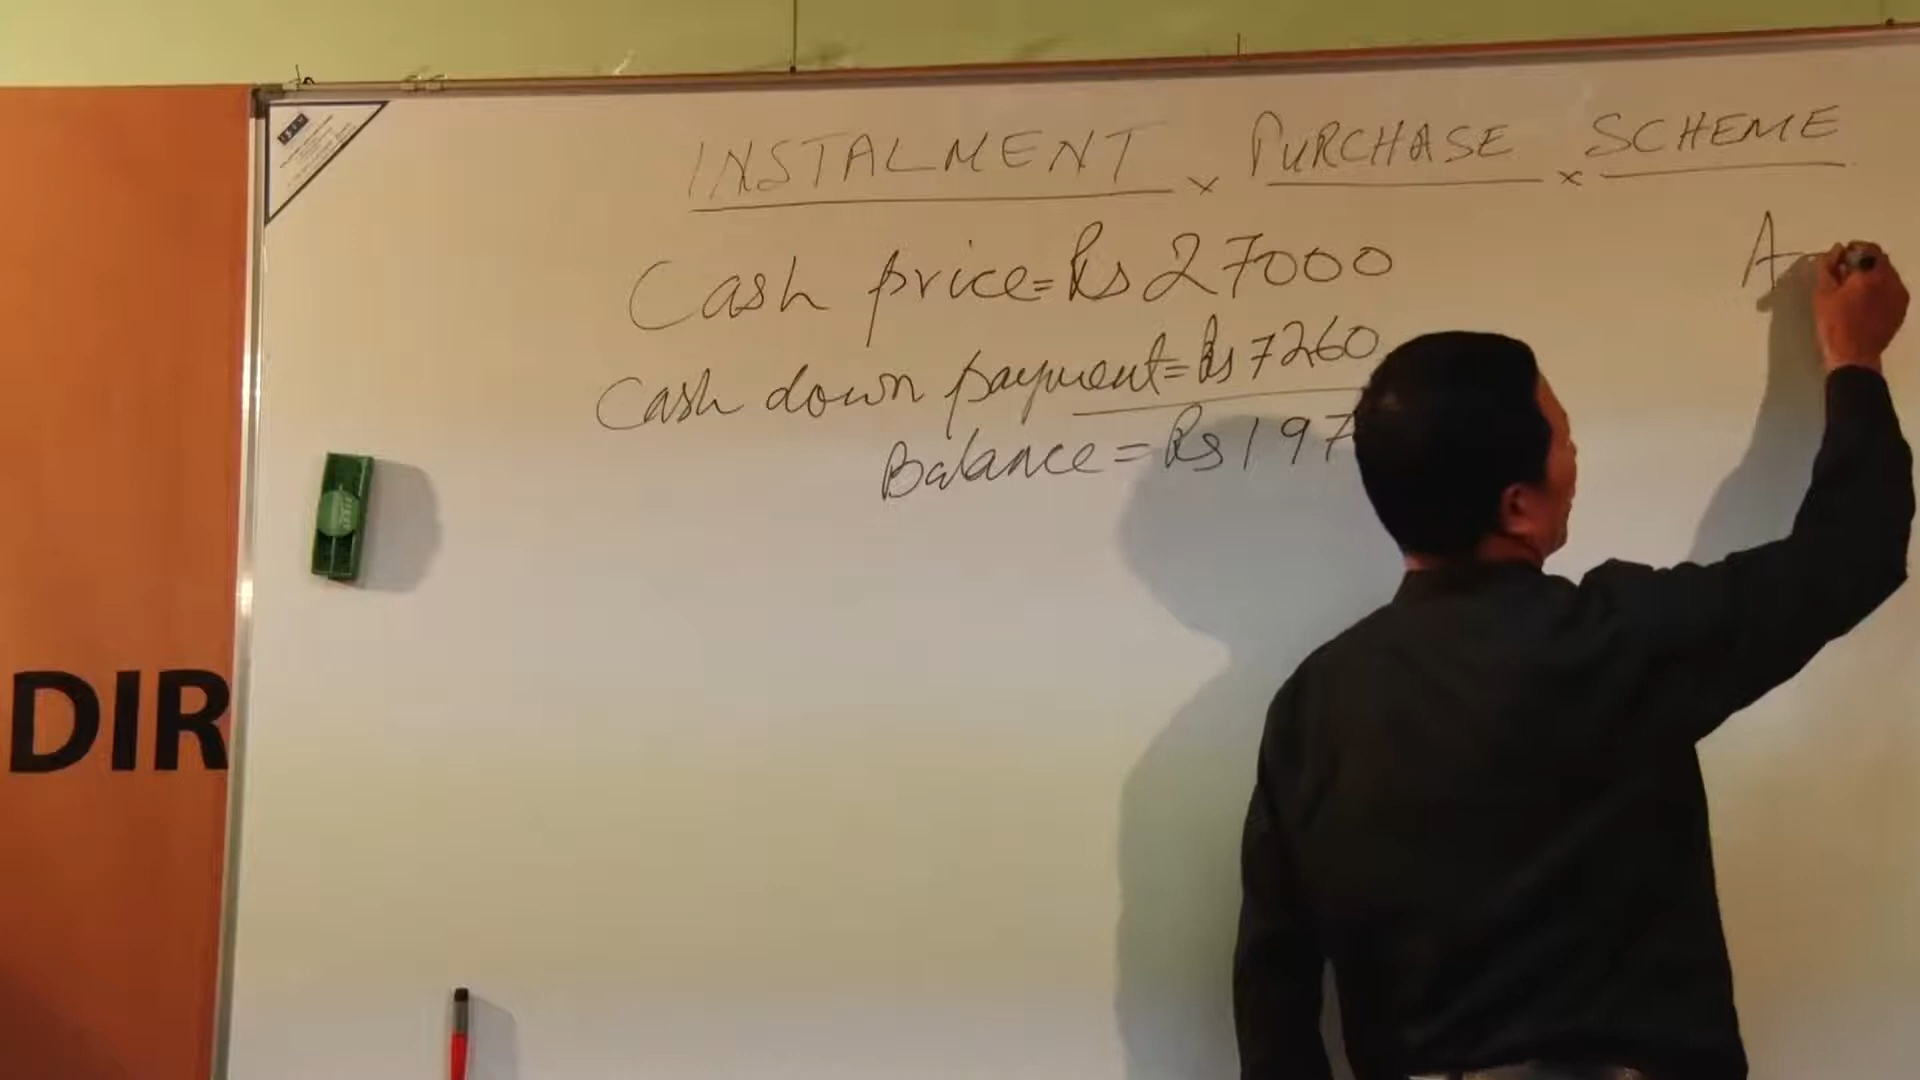 INSTALMENT x PURCHASE x SCHEME
Cash price = Rs 27000
Cash down payment = Rs 7260
Balance = Rs 197
A
DIR